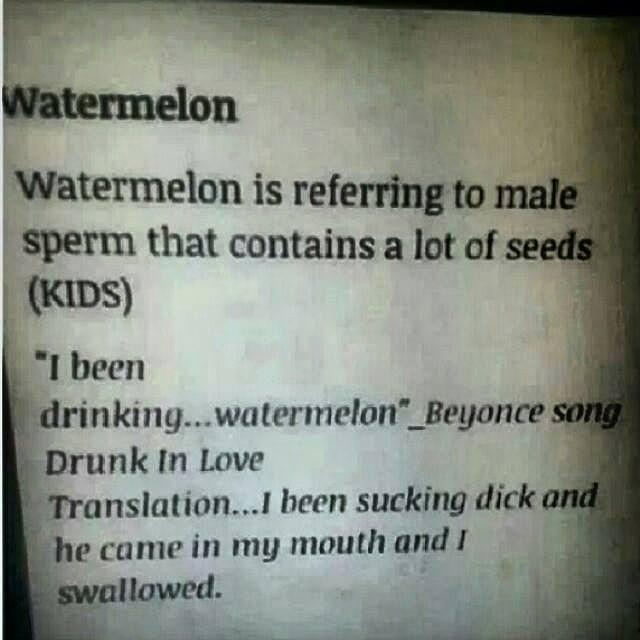 Watermelon
Watermelon is referring to male
sperm that contains a lot of seeds
(KIDS)
"I been
drinking...watermelon"_Beyonce song
Drunk In Love
Translation...I been sucking dick and
he came in my mouth and I
swallowed.